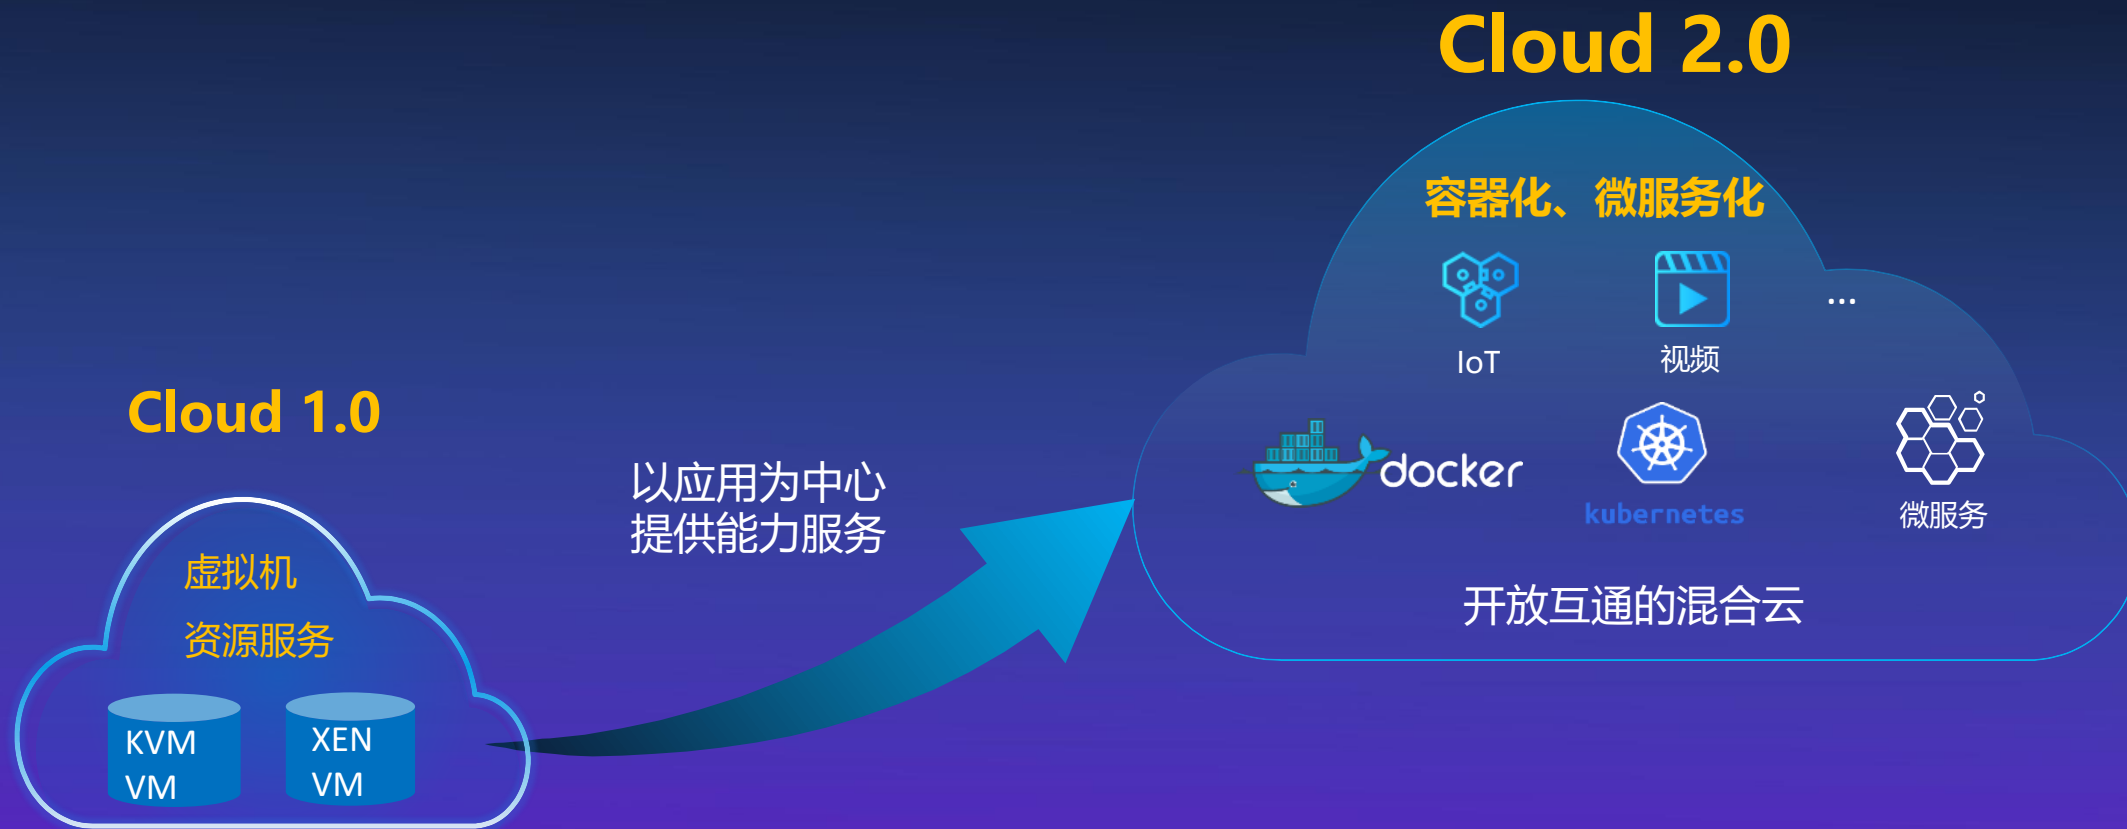 Cloud 2.0
容器化、微服务化
IoT
视频
...
docker
kubernetes
微服务
开放互通的混合云
Cloud 1.0
以应用为中心
提供能力服务
虚拟机
资源服务
KVM
VM
XEN
VM